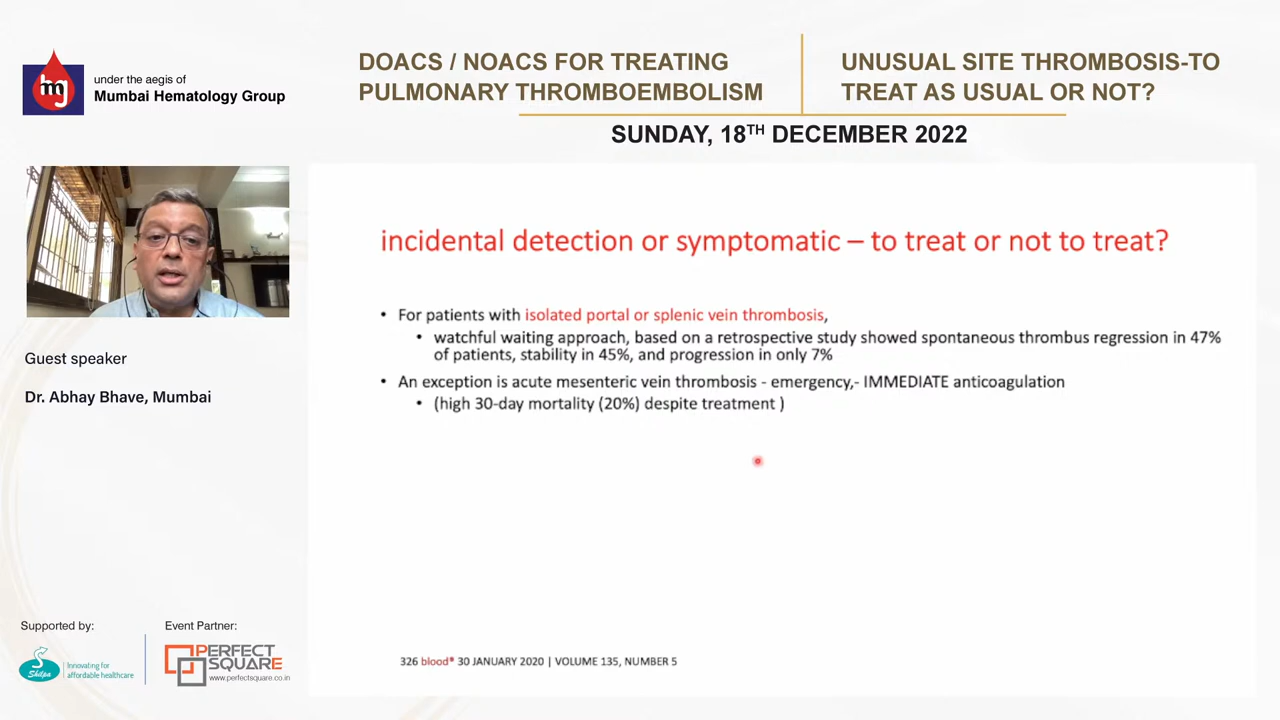 mg
under the aegis of
Mumbai Hematology Group
DOACS / NOACS FOR TREATING
PULMONARY THROMBOEMBOLISM
UNUSUAL SITE THROMBOSIS-TO
TREAT AS USUAL OR NOT?
SUNDAY, 18TH DECEMBER 2022
Guest speaker
Dr. Abhay Bhave, Mumbai
incidental detection or symptomatic – to treat or not to treat?
• For patients with isolated portal or splenic vein thrombosis,
• watchful waiting approach, based on a retrospective study showed spontaneous thrombus regression in 47%
of patients, stability in 45%, and progression in only 7%
• An exception is acute mesenteric vein thrombosis - emergency,- IMMEDIATE anticoagulation
• (high 30-day mortality (20%) despite treatment )
326 blood® 30 JANUARY 2020 | VOLUME 135, NUMBER 5
Supported by:
Shilpa
Innovating for
affordable healthcare
Event Partner:
PERFECT
SQUARE
www.perfectsquare.co.in